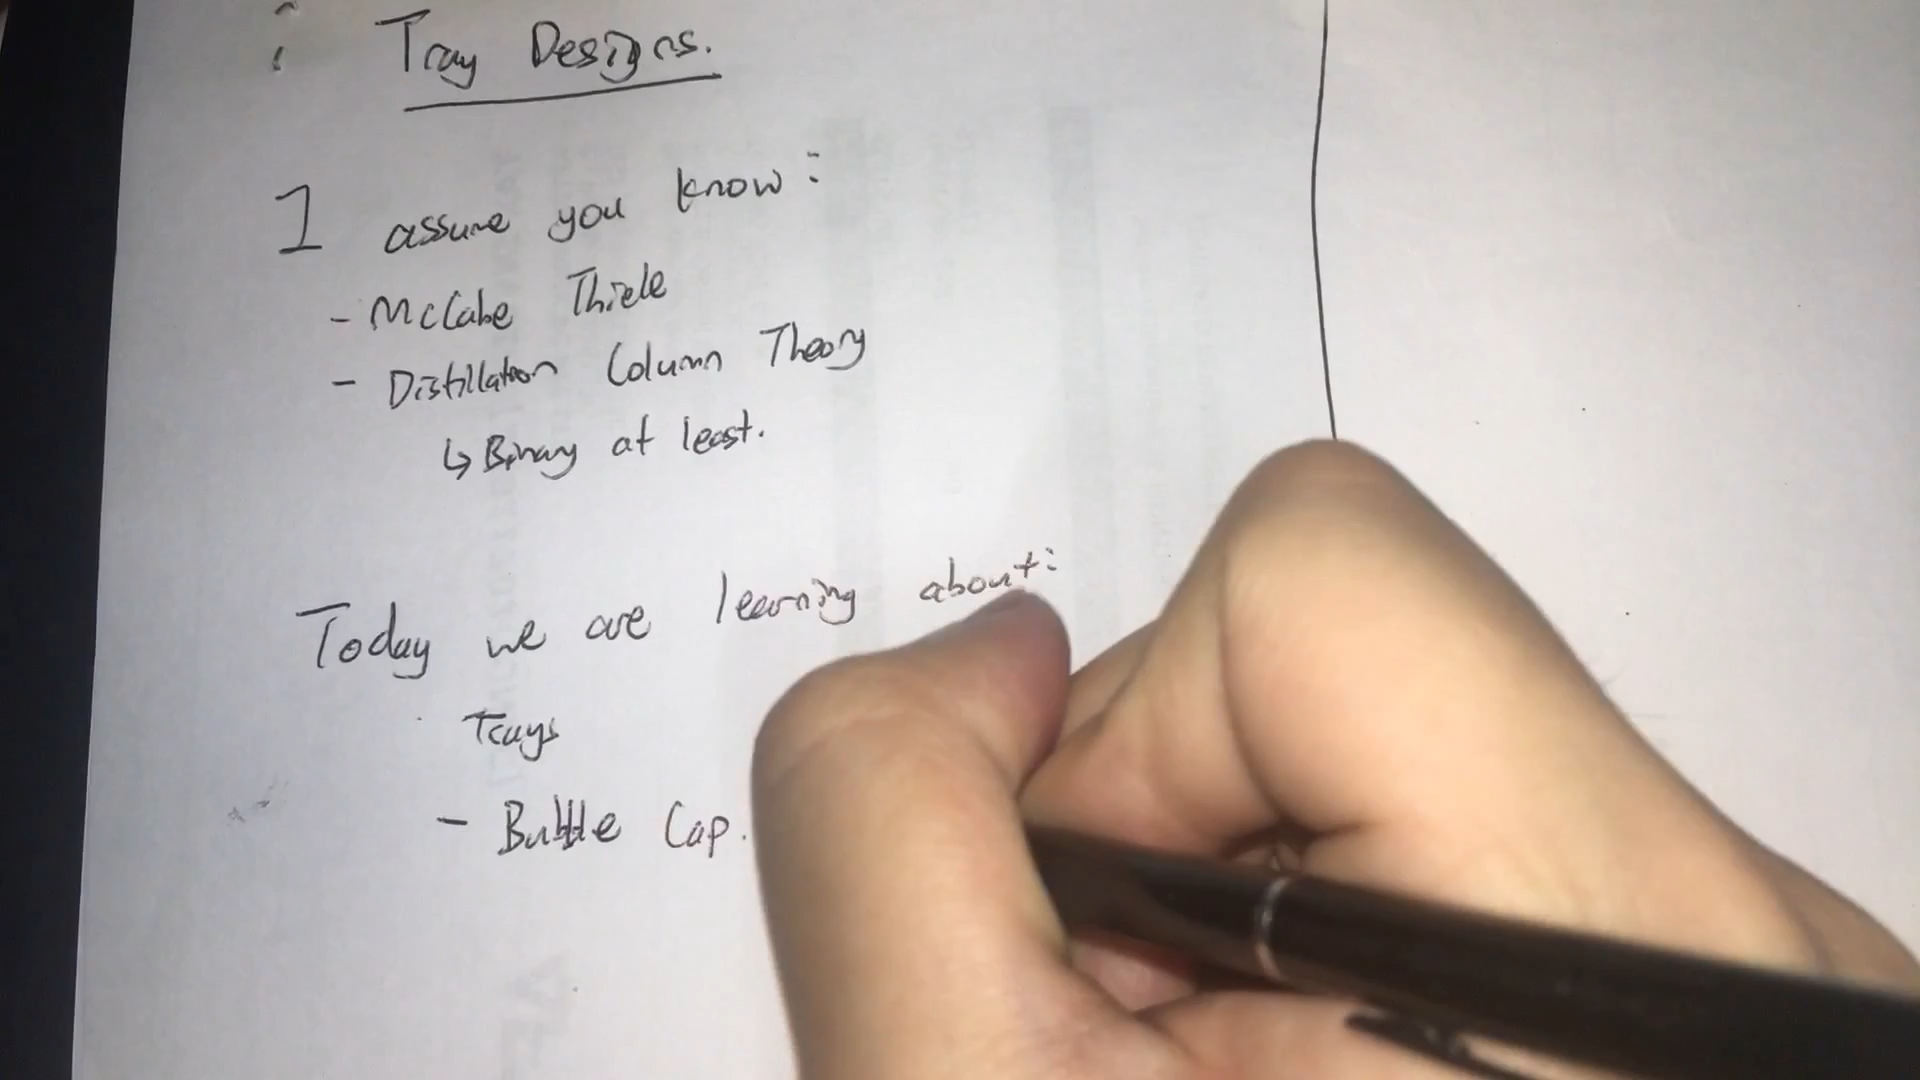 : Tray Designs.
I assume you know:
- McCabe Thiele
- Distillation Column Theory
↳ Binary at least.
Today we are learning about:
Trays
- Bubble Cap.